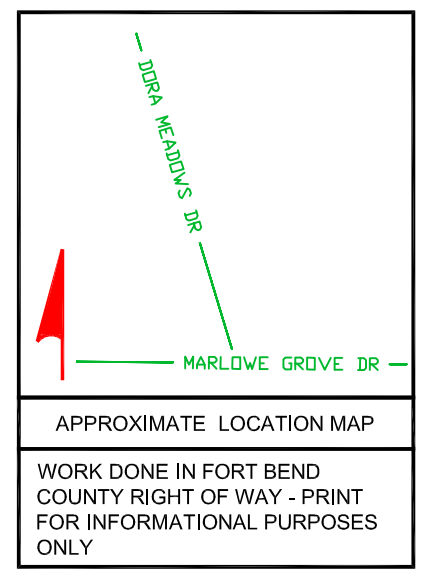 DORA MEADOWS DR
MARLOWE GROVE DR
APPROXIMATE LOCATION MAP
WORK DONE IN FORT BEND
COUNTY RIGHT OF WAY - PRINT
FOR INFORMATIONAL PURPOSES
ONLY